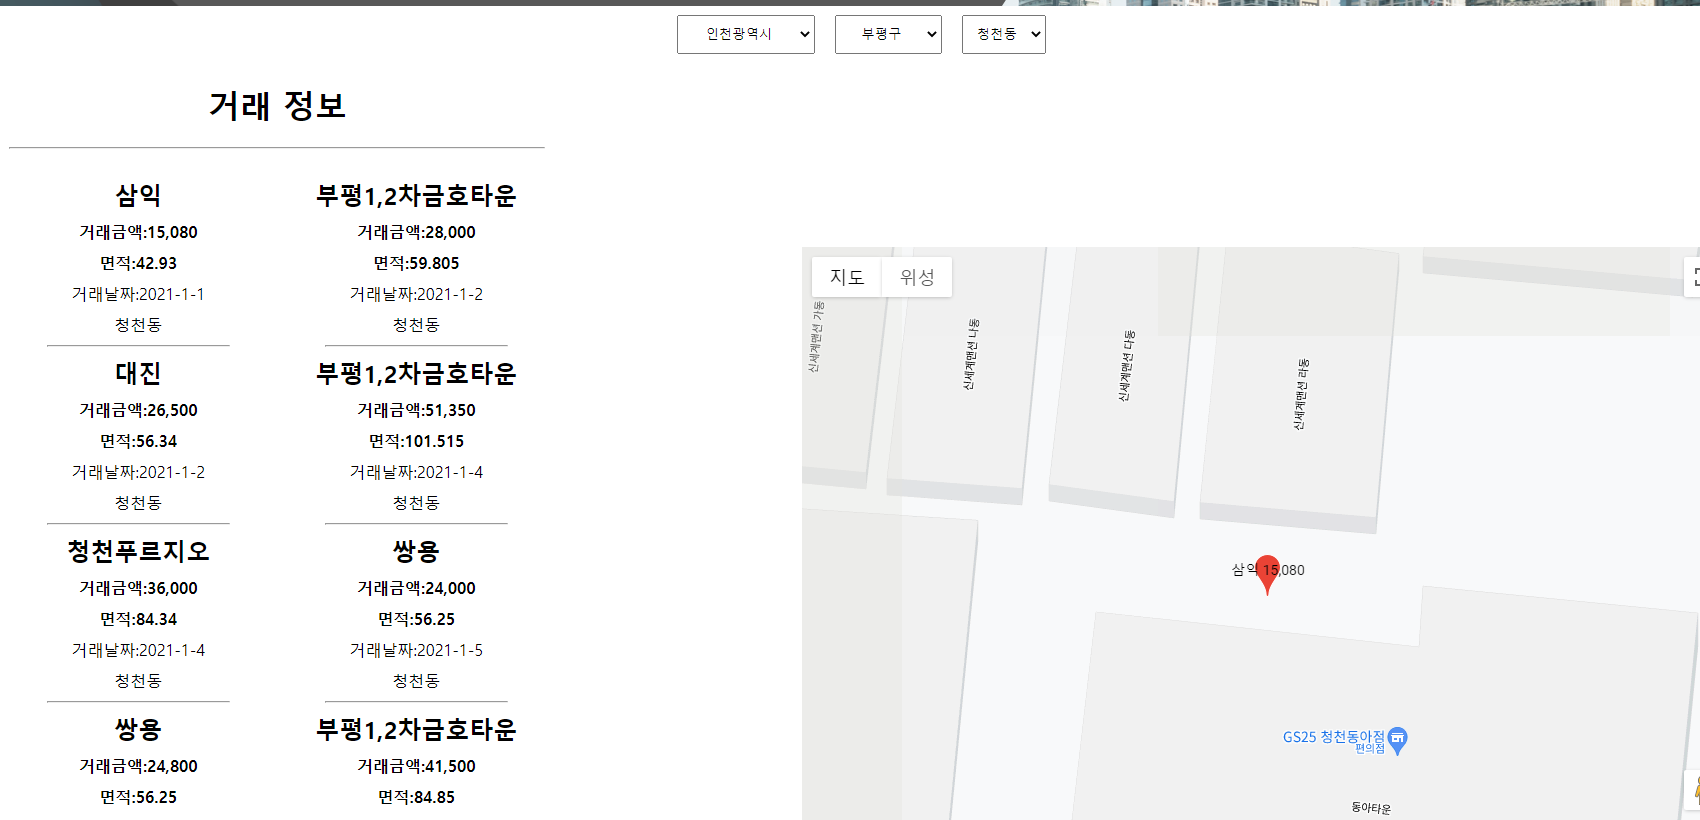 인천광역시
부평구
청천동
거래 정보
삼익
거래금액:15,080
면적:42.93
거래날짜:2021-1-1
청천동
부평1,2차금호타운
거래금액:28,000
면적:59.805
거래날짜:2021-1-2
청천동
대진
거래금액:26,500
면적:56.34
거래날짜:2021-1-2
청천동
부평1,2차금호타운
거래금액:51,350
면적:101.515
거래날짜:2021-1-4
청천동
청천푸르지오
거래금액:36,000
면적:84.34
거래날짜:2021-1-4
청천동
쌍용
거래금액:24,000
면적:56.25
거래날짜:2021-1-5
청천동
쌍용
거래금액:24,800
면적:56.25
부평1,2차금호타운
거래금액:41,500
면적:84.85
지도
위성
신세계맨션 가동
신세계맨션 나동
신세계맨션 다동
신세계맨션 라동
삼익 15,080
GS25 청천동아점
편의점
동아타운